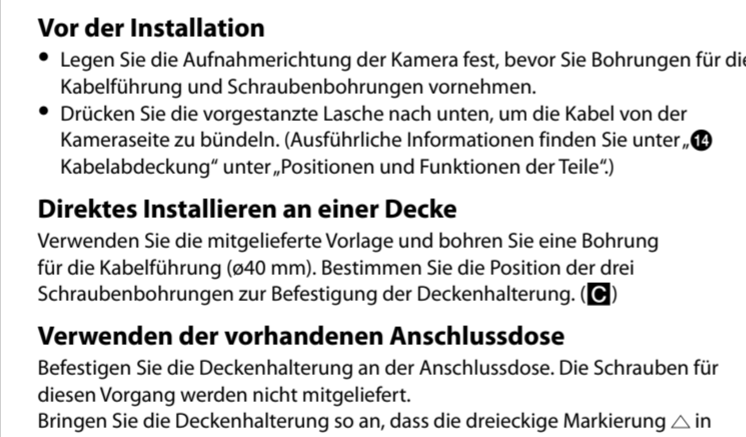 Vor der Installation
• Legen Sie die Aufnahmerichtung der Kamera fest, bevor Sie Bohrungen für die
Kabelführung und Schraubenbohrungen vornehmen.
• Drücken Sie die vorgestanzte Lasche nach unten, um die Kabel von der
Kameraseite zu bündeln. (Ausführliche Informationen finden Sie unter „⓮
Kabelabdeckung“ unter „Positionen und Funktionen der Teile“.)
Direktes Installieren an einer Decke
Verwenden Sie die mitgelieferte Vorlage und bohren Sie eine Bohrung
für die Kabelführung (ø40 mm). Bestimmen Sie die Position der drei
Schraubenbohrungen zur Befestigung der Deckenhalterung. (C)
Verwenden der vorhandenen Anschlussdose
Befestigen Sie die Deckenhalterung an der Anschlussdose. Die Schrauben für
diesen Vorgang werden nicht mitgeliefert.
Bringen Sie die Deckenhalterung so an, dass die dreieckige Markierung △ in